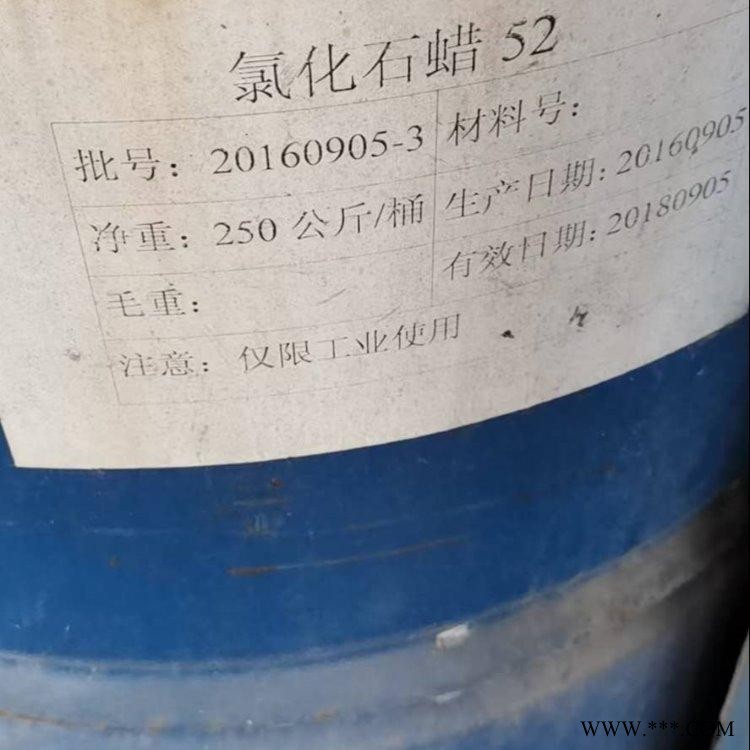 氯化石蜡 52
批号：20160905-3 材料号：
净重：250 公斤/桶 生产日期：20160905
毛重： 有效日期：20180905
注意：仅限工业使用
WWW.***.COM